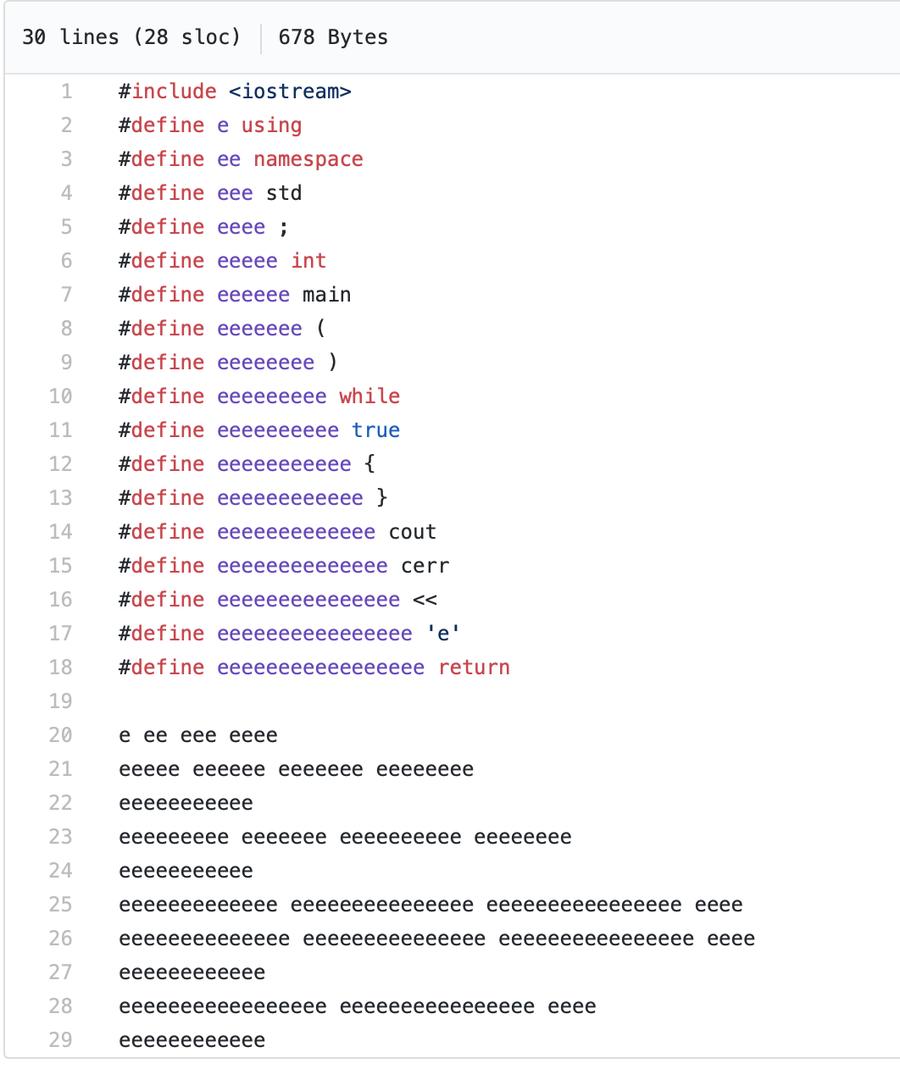 30 lines (28 sloc) 678 Bytes
1 #include <iostream>
2 #define e using
3 #define ee namespace
4 #define eee std
5 #define eeee ;
6 #define eeeee int
7 #define eeeeee main
8 #define eeeeeee (
9 #define eeeeeeee )
10 #define eeeeeeeee while
11 #define eeeeeeeeee true
12 #define eeeeeeeeeee {
13 #define eeeeeeeeeeee }
14 #define eeeeeeeeeeeee cout
15 #define eeeeeeeeeeeeee cerr
16 #define eeeeeeeeeeeeeee <<
17 #define eeeeeeeeeeeeeeee 'e'
18 #define eeeeeeeeeeeeeeeee return
19
20 e ee eee eeee
21 eeeee eeeeee eeeeeee eeeeeeee
22 eeeeeeeeeee
23 eeeeeeeee eeeeeee eeeeeeeeee eeeeeeee
24 eeeeeeeeeee
25 eeeeeeeeeeeee eeeeeeeeeeeeeee eeeeeeeeeeeeeeee eeee
26 eeeeeeeeeeeeee eeeeeeeeeeeeeee eeeeeeeeeeeeeeee eeee
27 eeeeeeeeeeee
28 eeeeeeeeeeeeeeeee eeeeeeeeeeeeeeee eeee
29 eeeeeeeeeeee